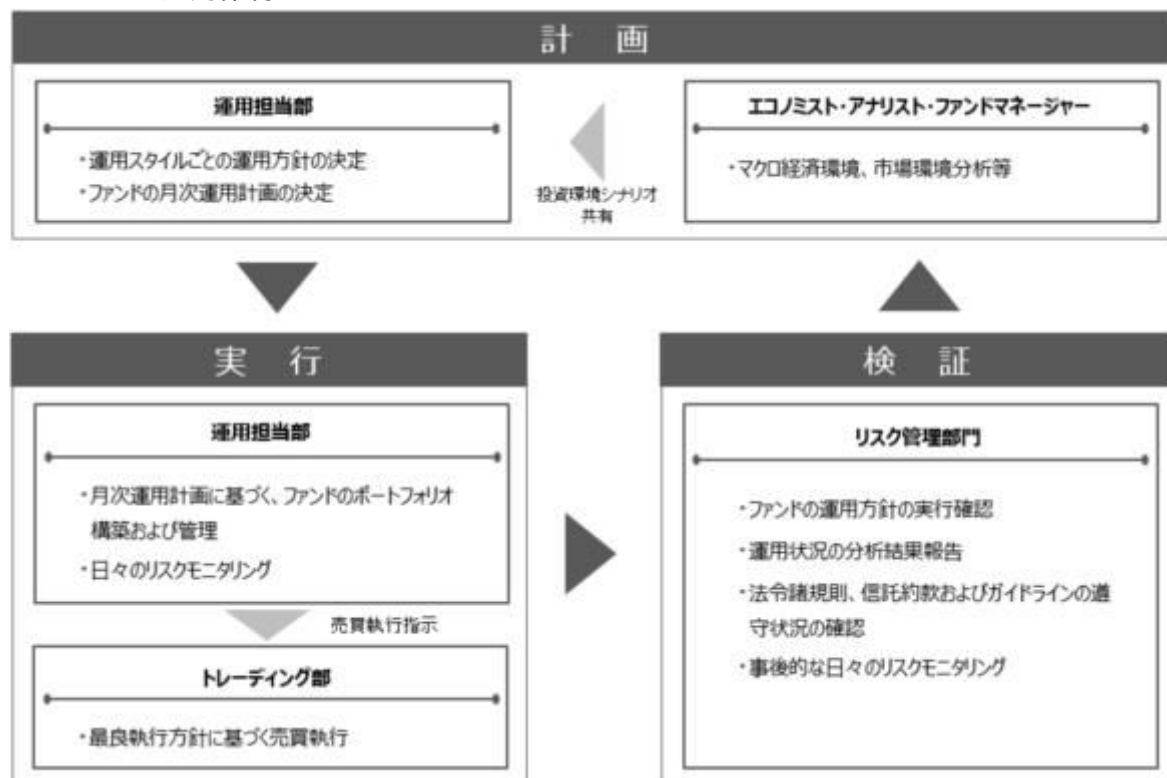 計 画
運用担当部
・運用スタイルごとの運用方針の決定
・ファンドの月次運用計画の決定
投資環境シナリオ
共有
エコノミスト・アナリスト・ファンドマネージャー
・マクロ経済環境、市場環境分析等
実 行
運用担当部
・月次運用計画に基づく、ファンドのポートフォリオ
構築および管理
・日々のリスクモニタリング
売買執行指示
トレーディング部
・最良執行方針に基づく売買執行
検 証
リスク管理部門
・ファンドの運用方針の実行確認
・運用状況の分析結果報告
・法令諸規則、信託約款およびガイドラインの遵
守状況の確認
・事後的な日々のリスクモニタリング